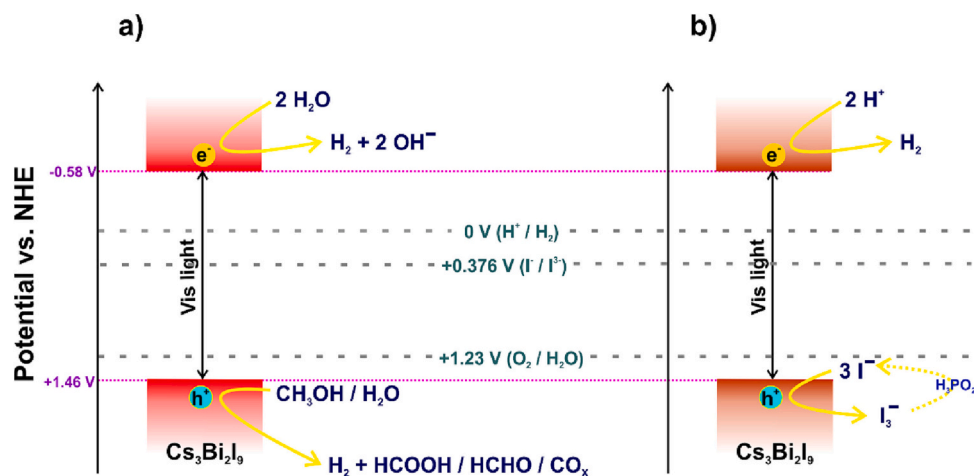 a)
b)
Potential vs. NHE
2 H₂O
H₂ + 2 OH⁻
e⁻
-0.58 V
Vis light
0 V (H⁺ / H₂)
+0.376 V (I⁻ / I³⁻)
+1.23 V (O₂ / H₂O)
+1.46 V
h⁺
CH₃OH / H₂O
Cs₃Bi₂I₉
H₂ + HCOOH / HCHO / COₓ
2 H⁺
H₂
e⁻
Vis light
h⁺
3 I⁻
I₃⁻
H₃PO₂
Cs₃Bi₂I₉